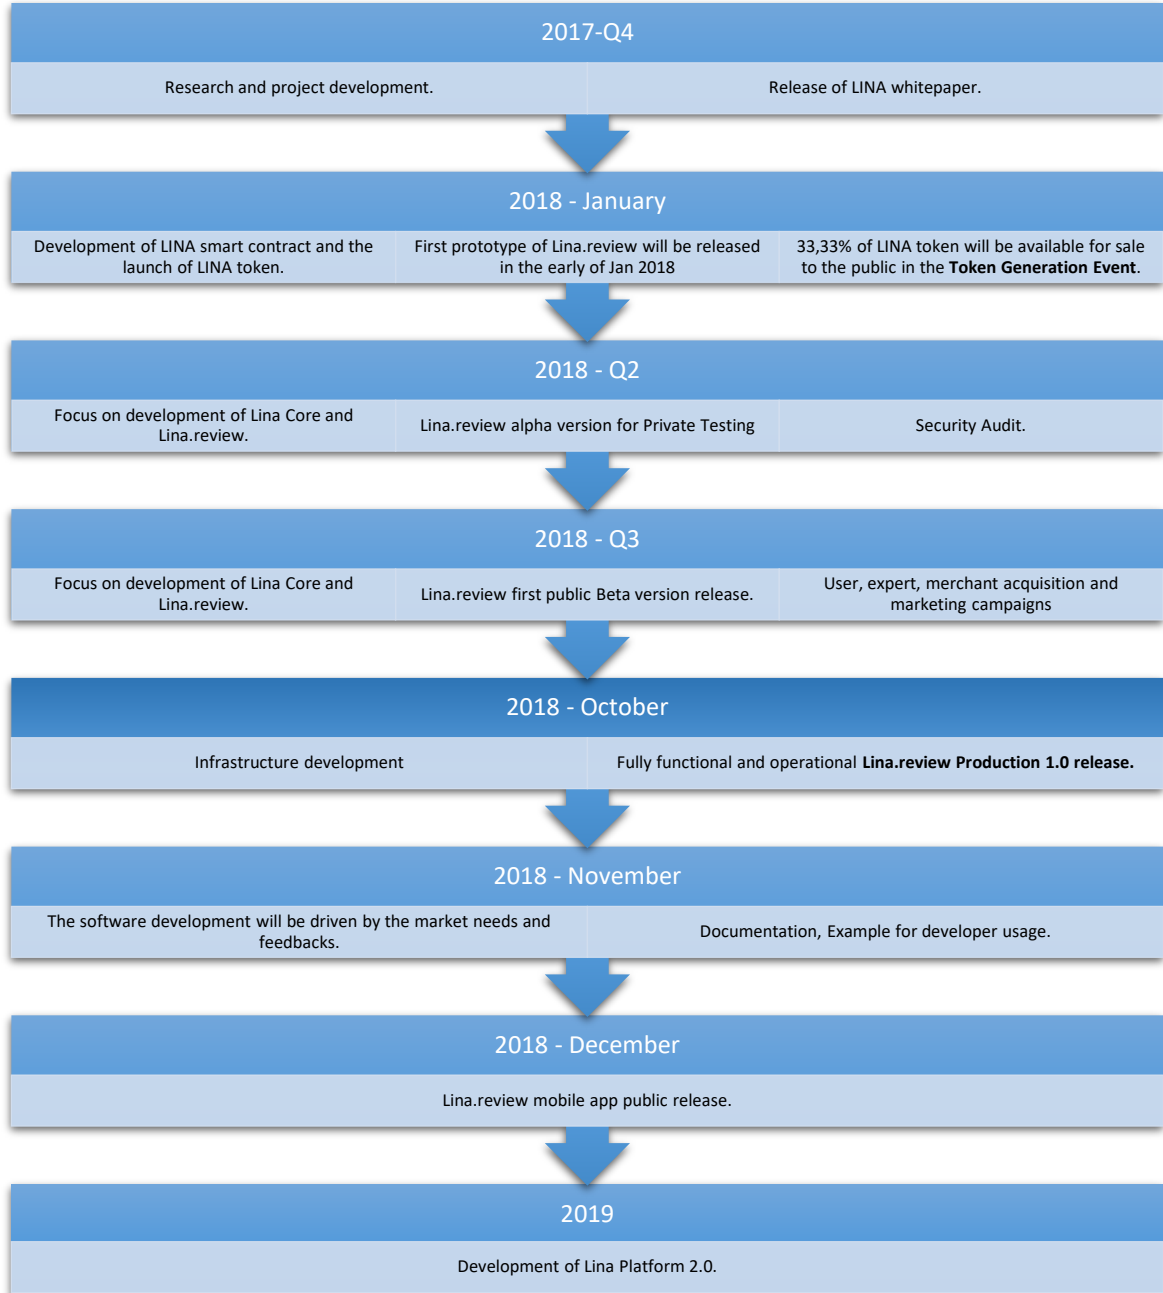 2017-Q4
Research and project development.
Release of LINA whitepaper.
2018 - January
Development of LINA smart contract and the
launch of LINA token.
First prototype of Lina.review will be released
in the early of Jan 2018
33,33% of LINA token will be available for sale
to the public in the Token Generation Event.
2018 - Q2
Focus on development of Lina Core and
Lina.review.
Lina.review alpha version for Private Testing
Security Audit.
2018 - Q3
Focus on development of Lina Core and
Lina.review.
Lina.review first public Beta version release.
User, expert, merchant acquisition and
marketing campaigns
2018 - October
Infrastructure development
Fully functional and operational Lina.review Production 1.0 release.
2018 - November
The software development will be driven by the market needs and
feedbacks.
Documentation, Example for developer usage.
2018 - December
Lina.review mobile app public release.
2019
Development of Lina Platform 2.0.